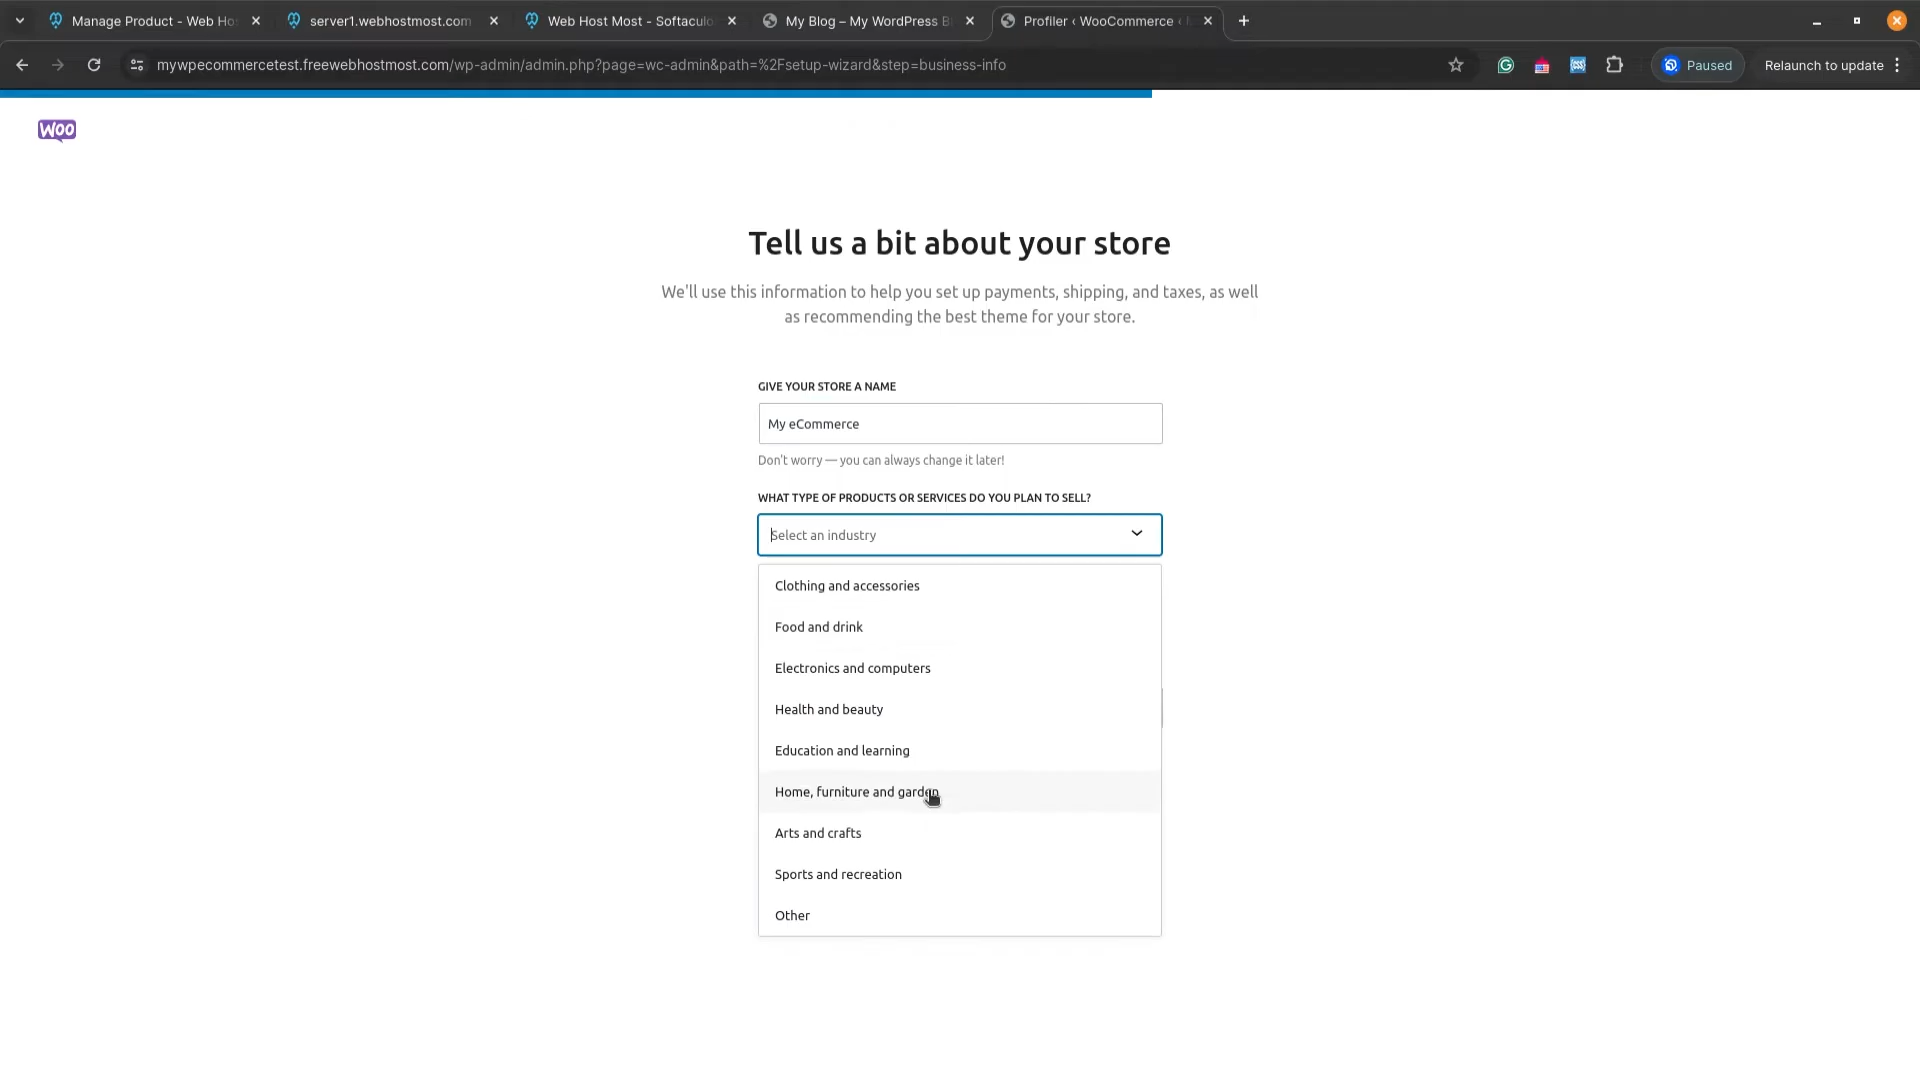 Manage Product - Web Ho
server1.webhostmost.com
Web Host Most - Softaculo
My Blog – My WordPress B
Profiler ‹ WooCommerce ‹
mywpecommercetest.freewebhostmost.com/wp-admin/admin.php?page=wc-admin&path=%2Fsetup-wizard&step=business-info
Paused
Relaunch to update
Woo
Tell us a bit about your store
We'll use this information to help you set up payments, shipping, and taxes, as well
as recommending the best theme for your store.
GIVE YOUR STORE A NAME
My eCommerce
Don't worry — you can always change it later!
WHAT TYPE OF PRODUCTS OR SERVICES DO YOU PLAN TO SELL?
Select an industry
Clothing and accessories
Food and drink
Electronics and computers
Health and beauty
Education and learning
Home, furniture and garden
Arts and crafts
Sports and recreation
Other